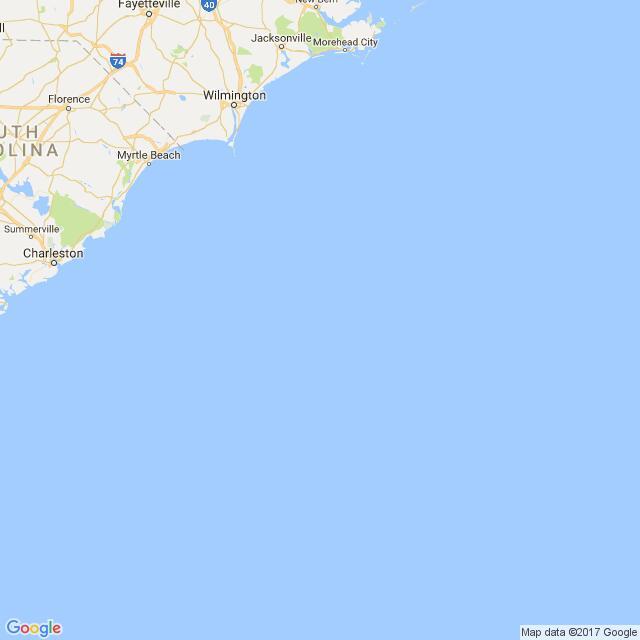 New Bern
Fayetteville
40
ll
Jacksonville
Morehead City
74
Wilmington
Florence
UTH
OLINA
Myrtle Beach
Summerville
Charleston
Google
Map data ©2017 Google